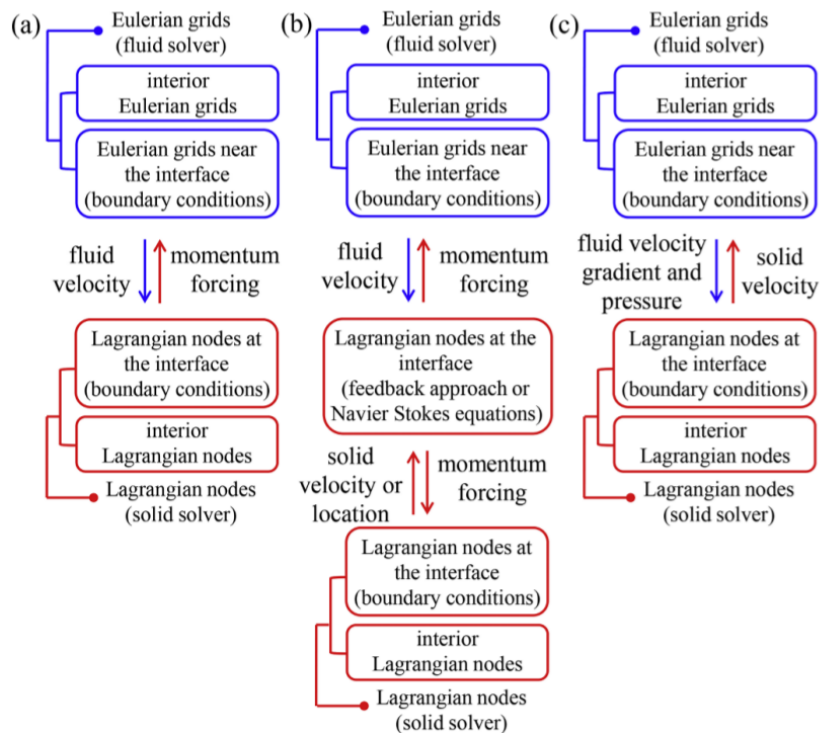 (a)
Eulerian grids
(fluid solver)
interior
Eulerian grids
Eulerian grids near
the interface
(boundary conditions)
fluid
velocity
momentum
forcing
Lagrangian nodes at
the interface
(boundary conditions)
interior
Lagrangian nodes
Lagrangian nodes
(solid solver)
(b)
Eulerian grids
(fluid solver)
interior
Eulerian grids
Eulerian grids near
the interface
(boundary conditions)
fluid
velocity
momentum
forcing
Lagrangian nodes at the
interface
(feedback approach or
Navier Stokes equations)
solid
velocity or
location
momentum
forcing
Lagrangian nodes at
the interface
(boundary conditions)
interior
Lagrangian nodes
Lagrangian nodes
(solid solver)
(c)
Eulerian grids
(fluid solver)
interior
Eulerian grids
Eulerian grids near
the interface
(boundary conditions)
fluid velocity
gradient and
pressure
solid
velocity
Lagrangian nodes at
the interface
(boundary conditions)
interior
Lagrangian nodes
Lagrangian nodes
(solid solver)